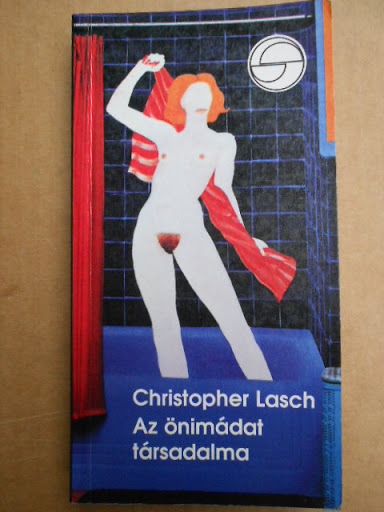 Christopher Lasch
Az önimádat
társadalma